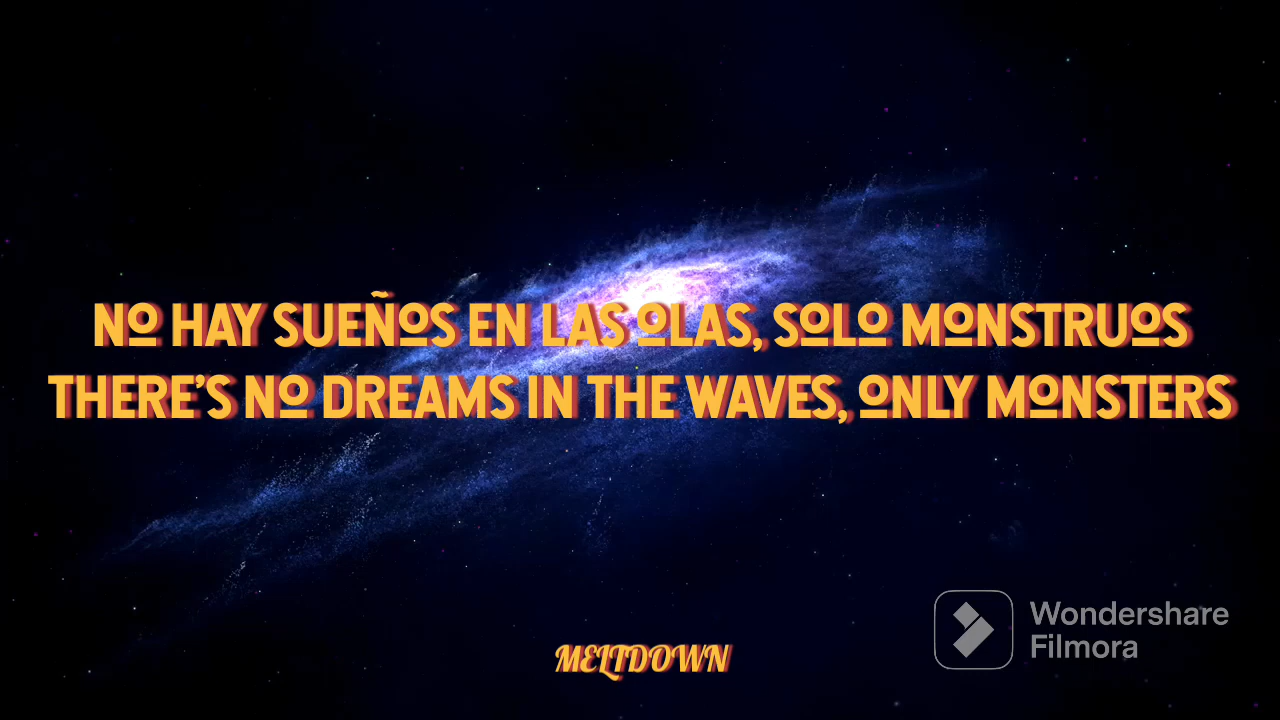 NO HAY SUEÑOS EN LAS OLAS, SOLO MONSTRUOS
THERE'S NO DREAMS IN THE WAVES, ONLY MONSTERS
MELTDOWN
Wondershare
Filmora